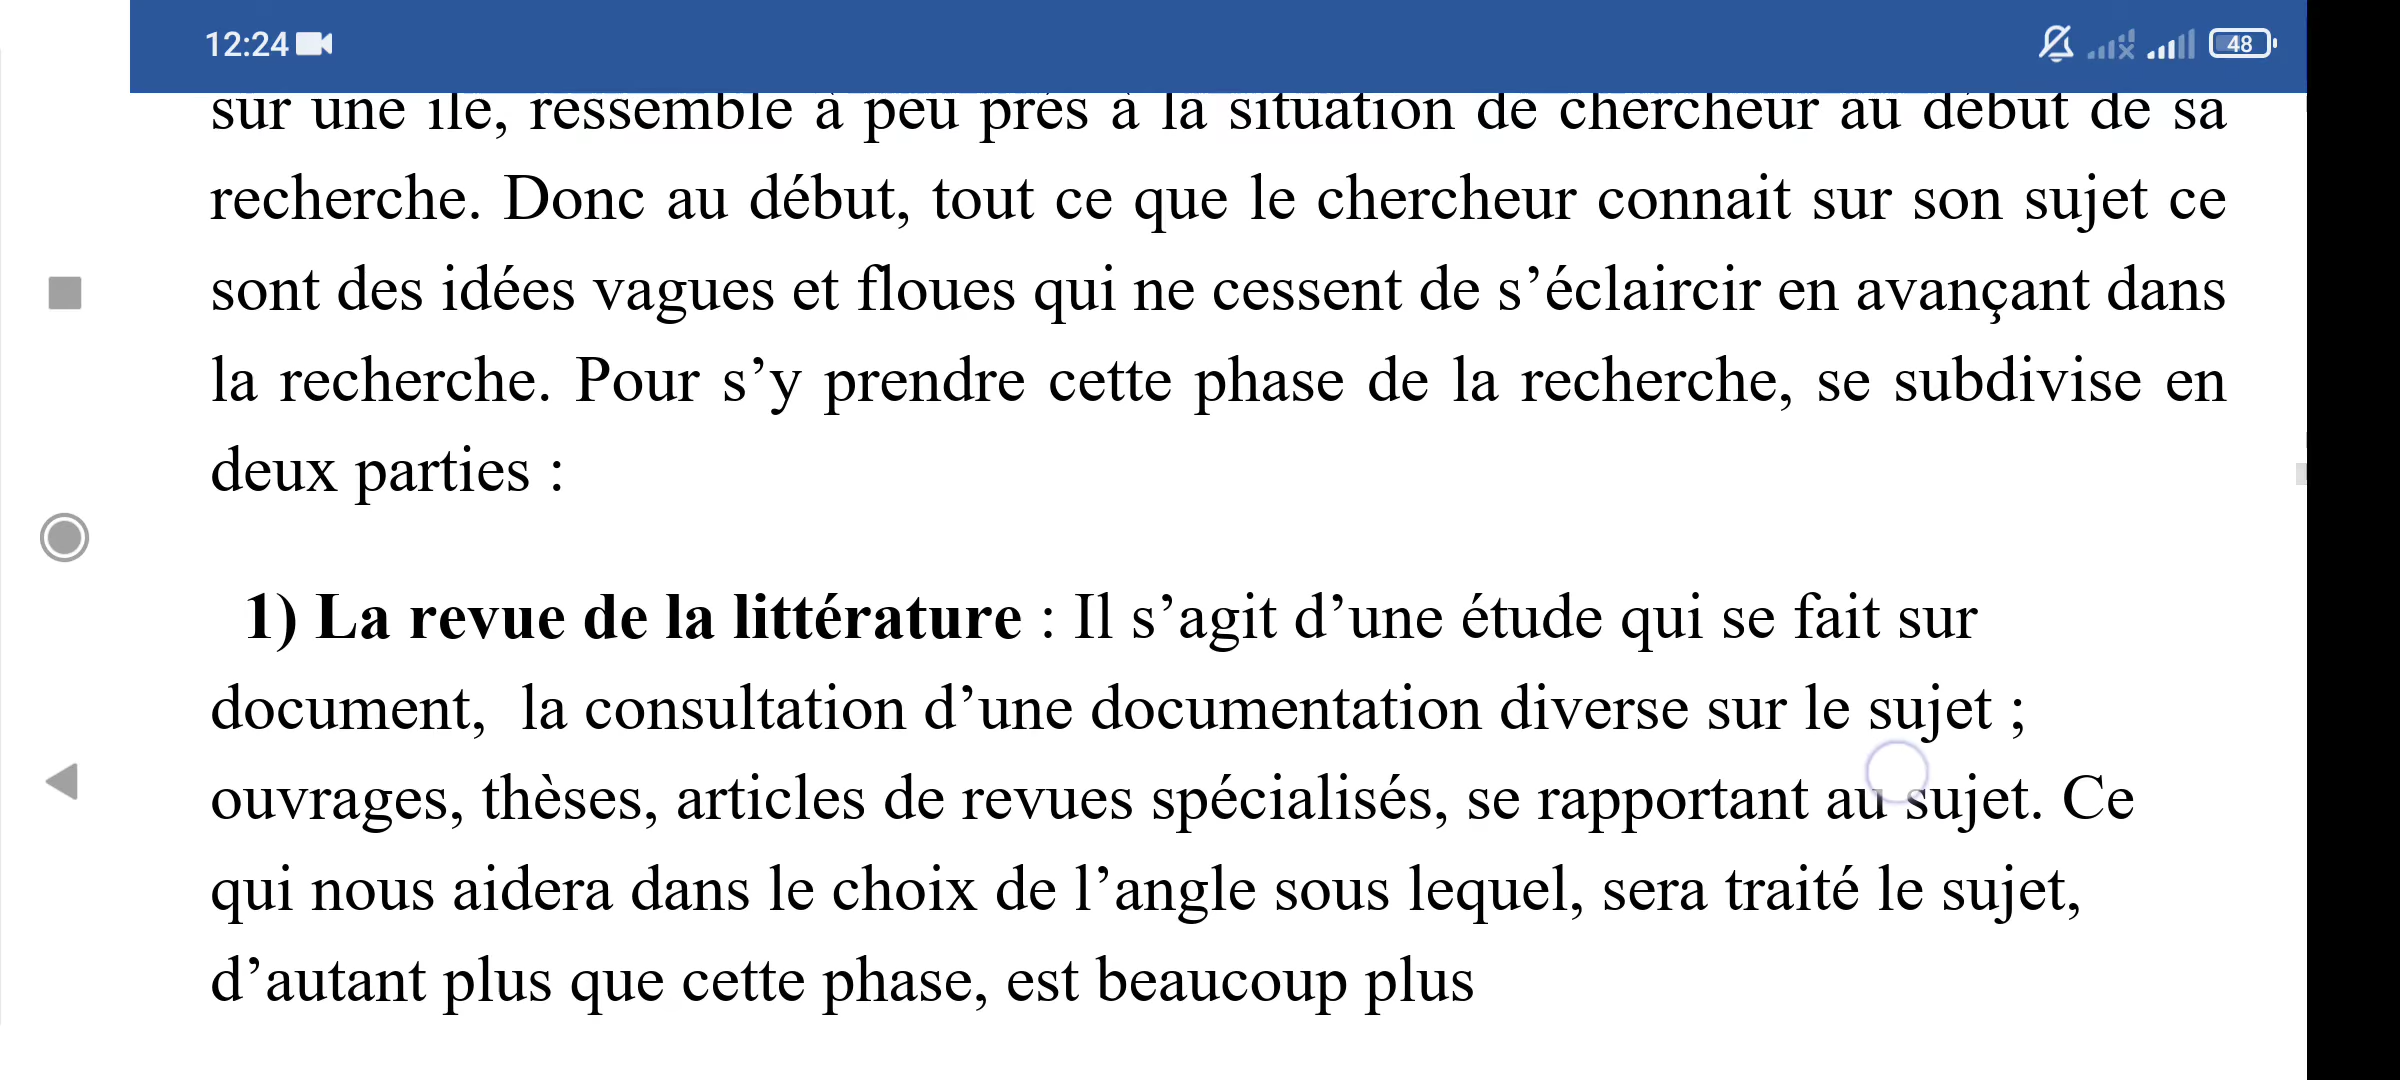 12:24
48
sur une île, ressemble à peu près à la situation de chercheur au début de sa
recherche. Donc au début, tout ce que le chercheur connait sur son sujet ce
sont des idées vagues et floues qui ne cessent de s’éclaircir en avançant dans
la recherche. Pour s’y prendre cette phase de la recherche, se subdivise en
deux parties :
1) La revue de la littérature : Il s’agit d’une étude qui se fait sur
document, la consultation d’une documentation diverse sur le sujet ;
ouvrages, thèses, articles de revues spécialisés, se rapportant au sujet. Ce
qui nous aidera dans le choix de l’angle sous lequel, sera traité le sujet,
d’autant plus que cette phase, est beaucoup plus